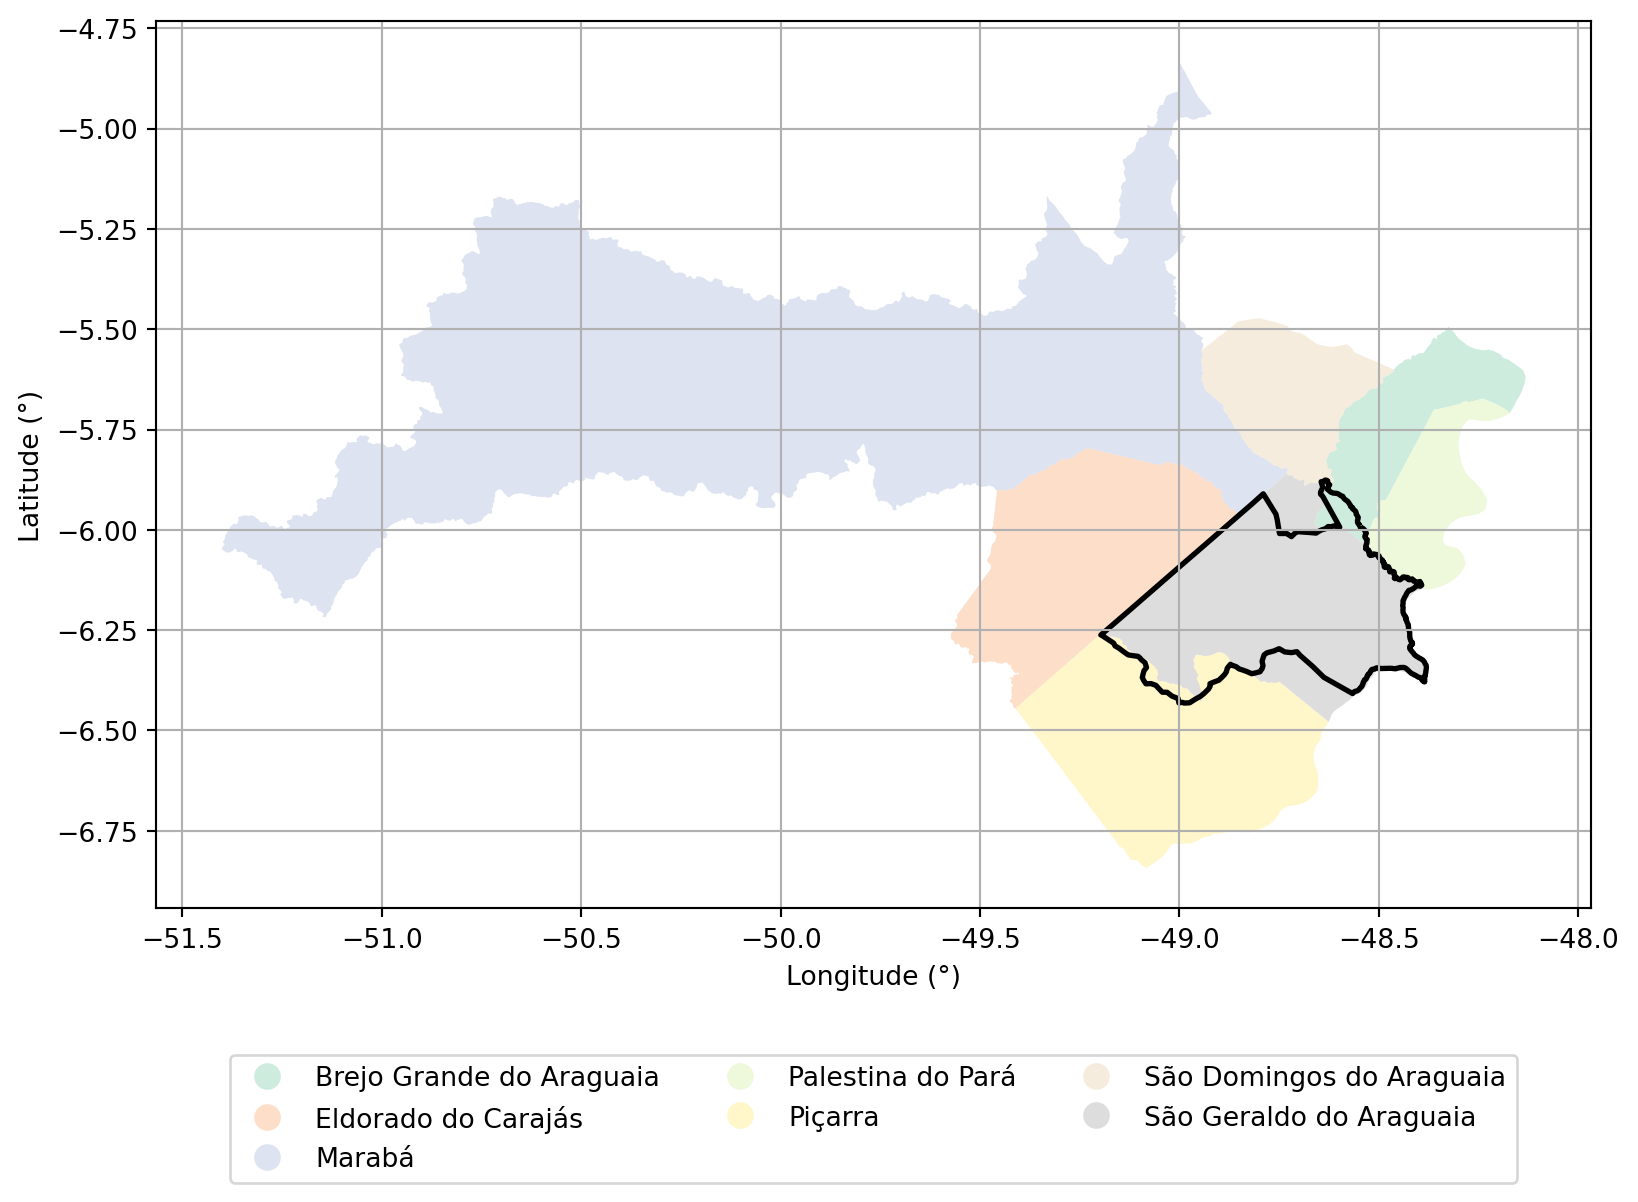 −4.75
−5.00
−5.25
−5.50
−5.75
−6.00
−6.25
−6.50
−6.75
Latitude (°)
−51.5 −51.0 −50.5 −50.0 −49.5 −49.0 −48.5 −48.0
Longitude (°)
Brejo Grande do Araguaia
Eldorado do Carajás
Marabá
Palestina do Pará
Piçarra
São Domingos do Araguaia
São Geraldo do Araguaia